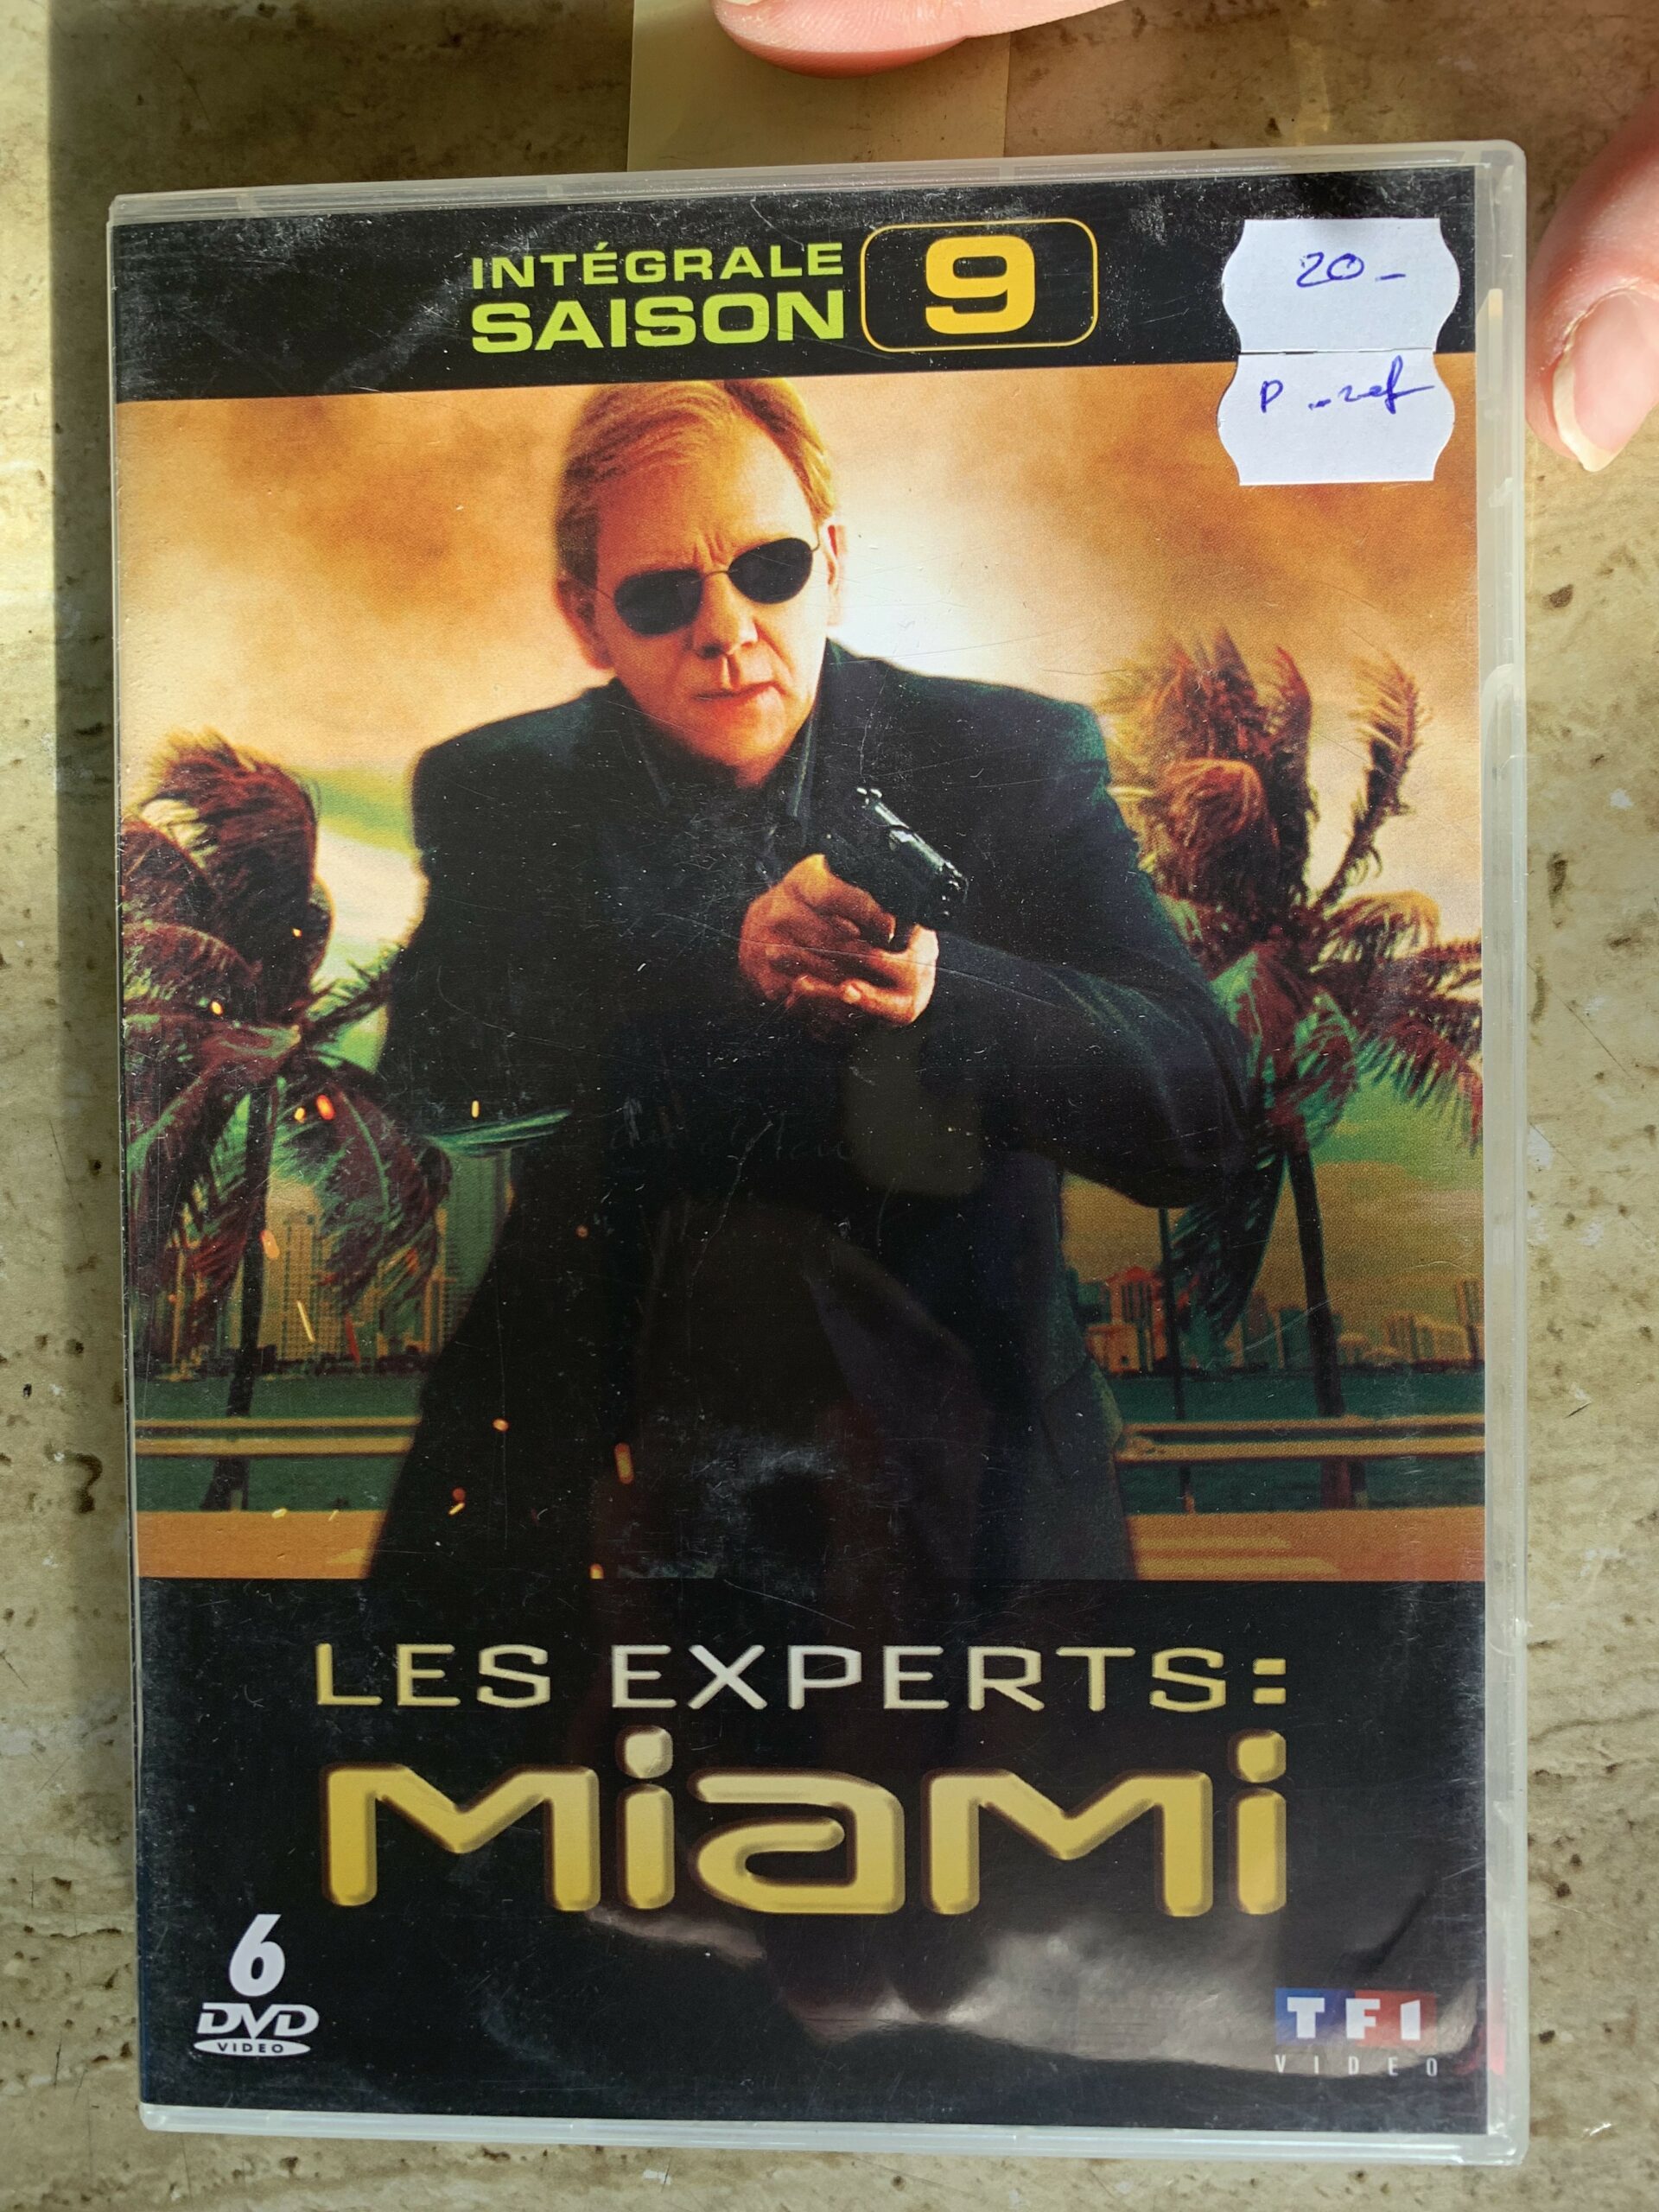 INTÉGRALE
SAISON 9
20 -
P
LES EXPERTS:
MIAMI
6
DVD
VIDEO
TF1
VIDEO